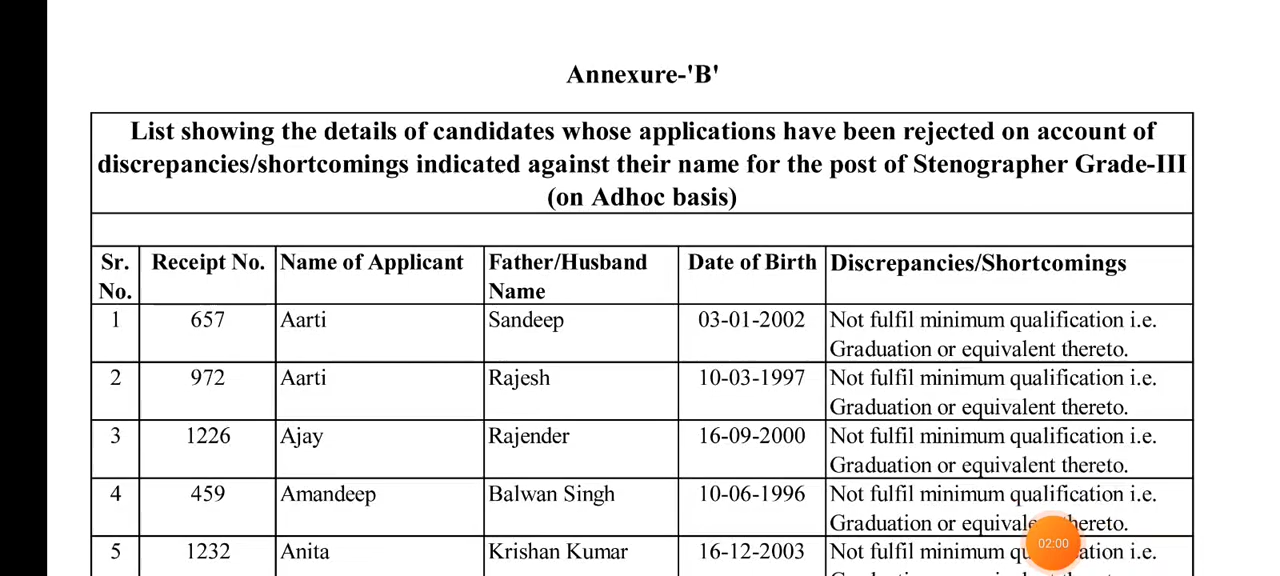 Annexure-'B'
List showing the details of candidates whose applications have been rejected on account of
discrepancies/shortcomings indicated against their name for the post of Stenographer Grade-III
(on Adhoc basis)
Sr. No. Receipt No. Name of Applicant Father/Husband Name Date of Birth Discrepancies/Shortcomings
1 657 Aarti Sandeep 03-01-2002 Not fulfil minimum qualification i.e.
Graduation or equivalent thereto.
2 972 Aarti Rajesh 10-03-1997 Not fulfil minimum qualification i.e.
Graduation or equivalent thereto.
3 1226 Ajay Rajender 16-09-2000 Not fulfil minimum qualification i.e.
Graduation or equivalent thereto.
4 459 Amandeep Balwan Singh 10-06-1996 Not fulfil minimum qualification i.e.
Graduation or equivalent thereto.
5 1232 Anita Krishan Kumar 16-12-2003 Not fulfil minimum qualification i.e.
02:00